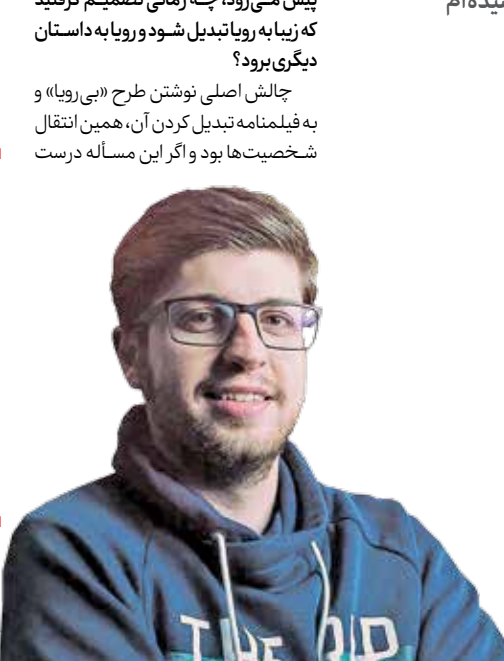 پیش می‌رود، چه زمانی تصمیم گرفتید
که زیبا به رویا تبدیل شود و رویا به داستان
دیگری برود؟
چالش اصلی نوشتن طرح «بی‌رویا» و
به فیلمنامه تبدیل کردن آن، همین انتقال
شخصیت‌ها بود و اگر این مسأله درست
THE